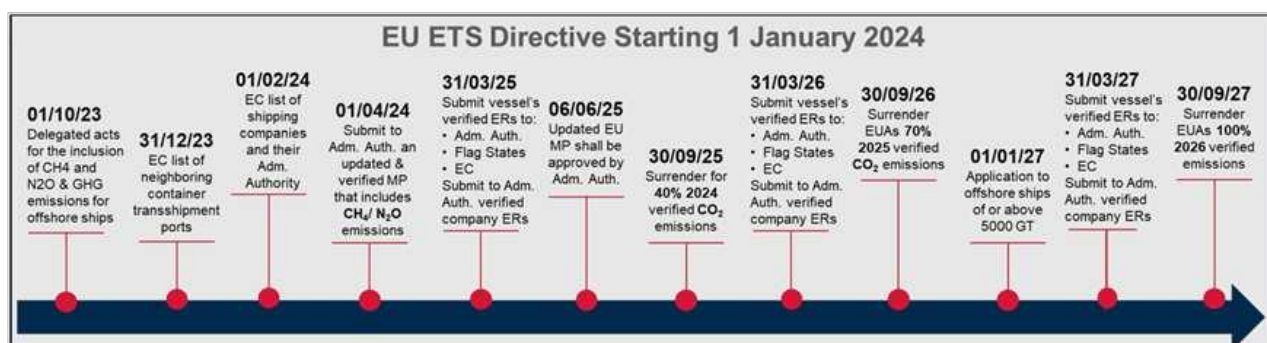 EU ETS Directive Starting 1 January 2024
01/10/23
Delegated acts
for the inclusion
of CH4 and
N2O & GHG
emissions for
offshore ships
31/12/23
EC list of
neighboring
container
transshipment
ports
01/02/24
EC list of
shipping
companies
and their
Adm.
Authority
01/04/24
Submit to
Adm. Auth. an
updated &
verified MP
that includes
CH₄/ N₂O
emissions
31/03/25
Submit vessel's
verified ERs to:
• Adm. Auth.
• Flag States
• EC
Submit to Adm.
Auth. verified
company ERs
06/06/25
Updated EU
MP shall be
approved by
Adm. Auth.
30/09/25
Surrender for
40% 2024
verified CO₂
emissions
31/03/26
Submit vessel's
verified ERs to:
• Adm. Auth.
• Flag States
• EC
Submit to Adm.
Auth. verified
company ERs
30/09/26
Surrender
EUAs 70%
2025 verified
CO₂ emissions
01/01/27
Application to
offshore ships
of or above
5000 GT
31/03/27
Submit vessel's
verified ERs to:
• Adm. Auth.
• Flag States
• EC
Submit to Adm.
Auth. verified
company ERs
30/09/27
Surrender
EUAs 100%
2026 verified
emissions